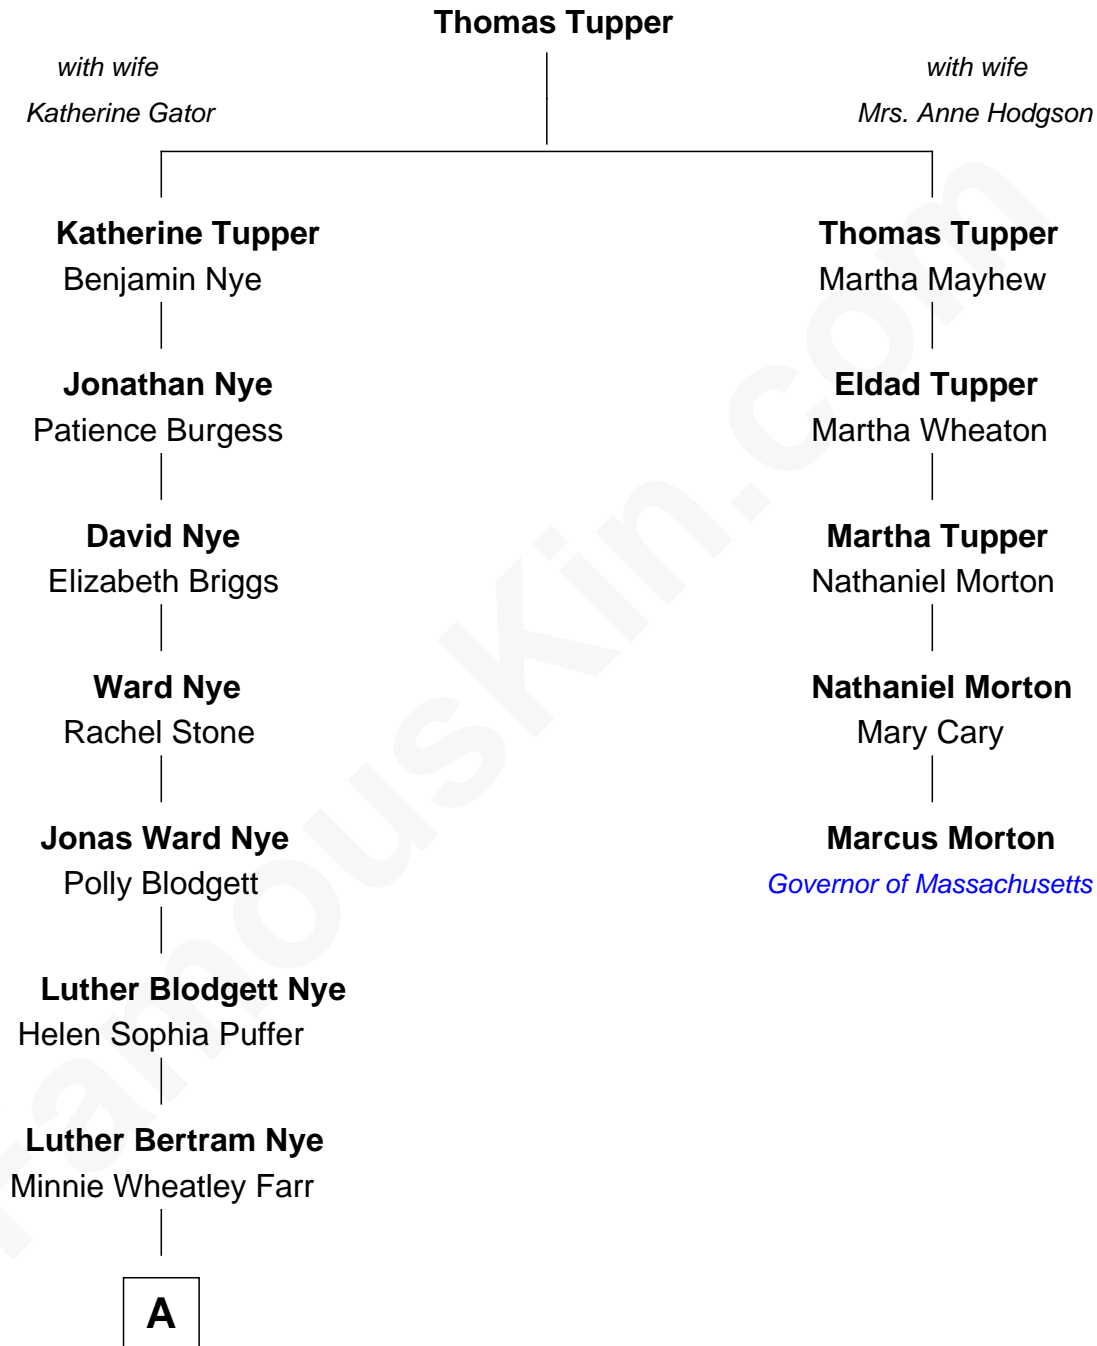 Thomas Tupper
with wife
Katherine Gator
with wife
Mrs. Anne Hodgson
Katherine Tupper
Benjamin Nye
Jonathan Nye
Patience Burgess
David Nye
Elizabeth Briggs
Ward Nye
Rachel Stone
Jonas Ward Nye
Polly Blodgett
Luther Blodgett Nye
Helen Sophia Puffer
Luther Bertram Nye
Minnie Wheatley Farr
A
Thomas Tupper
Martha Mayhew
Eldad Tupper
Martha Wheaton
Martha Tupper
Nathaniel Morton
Nathaniel Morton
Mary Cary
Marcus Morton
Governor of Massachusetts
FamousKin.com